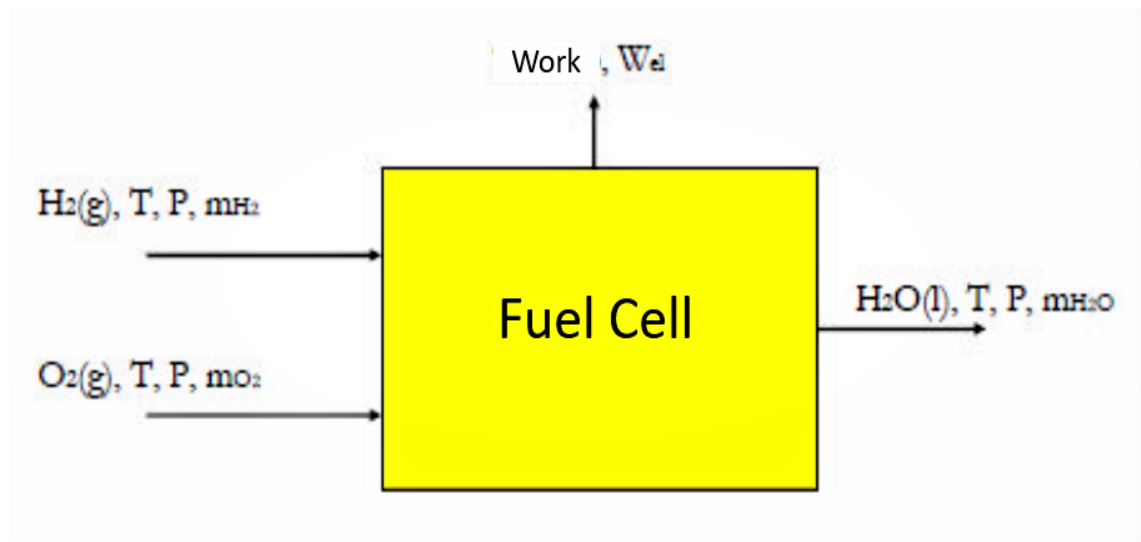 Work , Wel
H2(g), T, P, mH2
Fuel Cell
H2O(l), T, P, mH2O
O2(g), T, P, mO2